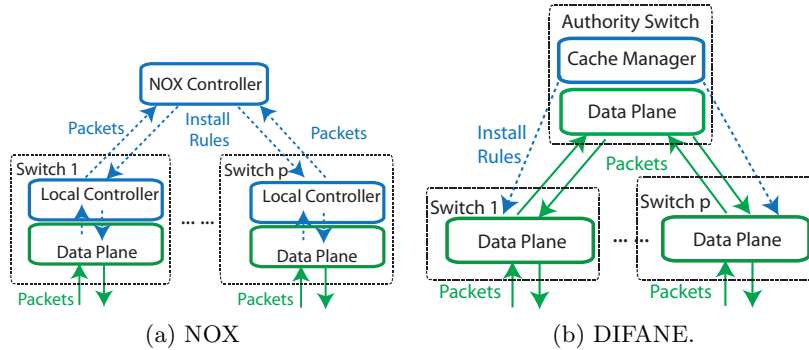 NOX Controller
Packets
Install
Rules
Packets
Switch 1
Local Controller
Data Plane
Packets
... ...
Switch p
Local Controller
Data Plane
Packets
(a) NOX
Authority Switch
Cache Manager
Data Plane
Install
Rules
Packets
Switch 1
Data Plane
Packets
... ...
Switch p
Data Plane
Packets
(b) DIFANE.